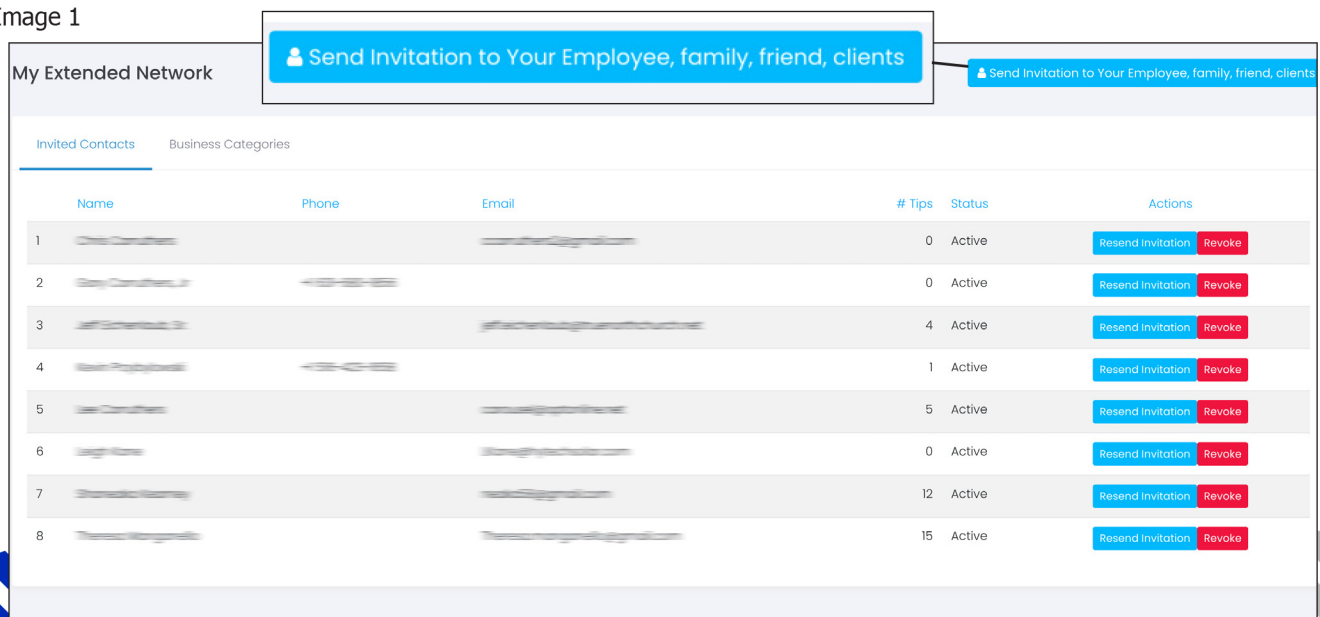 Image 1
Send Invitation to Your Employee, family, friend, clients
My Extended Network
Send Invitation to Your Employee, family, friend, clients
Invited Contacts Business Categories
Name Phone Email # Tips Status Actions
1 0 Active Resend Invitation Revoke
2 0 Active Resend Invitation Revoke
3 4 Active Resend Invitation Revoke
4 1 Active Resend Invitation Revoke
5 5 Active Resend Invitation Revoke
6 0 Active Resend Invitation Revoke
7 12 Active Resend Invitation Revoke
8 15 Active Resend Invitation Revoke